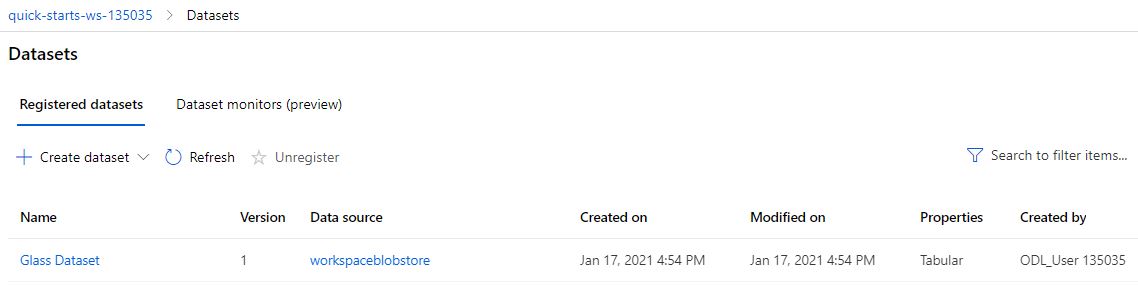 quick-starts-ws-135035 > Datasets
Datasets
Registered datasets Dataset monitors (preview)
Create dataset Refresh Unregister Search to filter items...
Name Version Data source Created on Modified on Properties Created by
Glass Dataset 1 workspaceblobstore Jan 17, 2021 4:54 PM Jan 17, 2021 4:54 PM Tabular ODL_User 135035